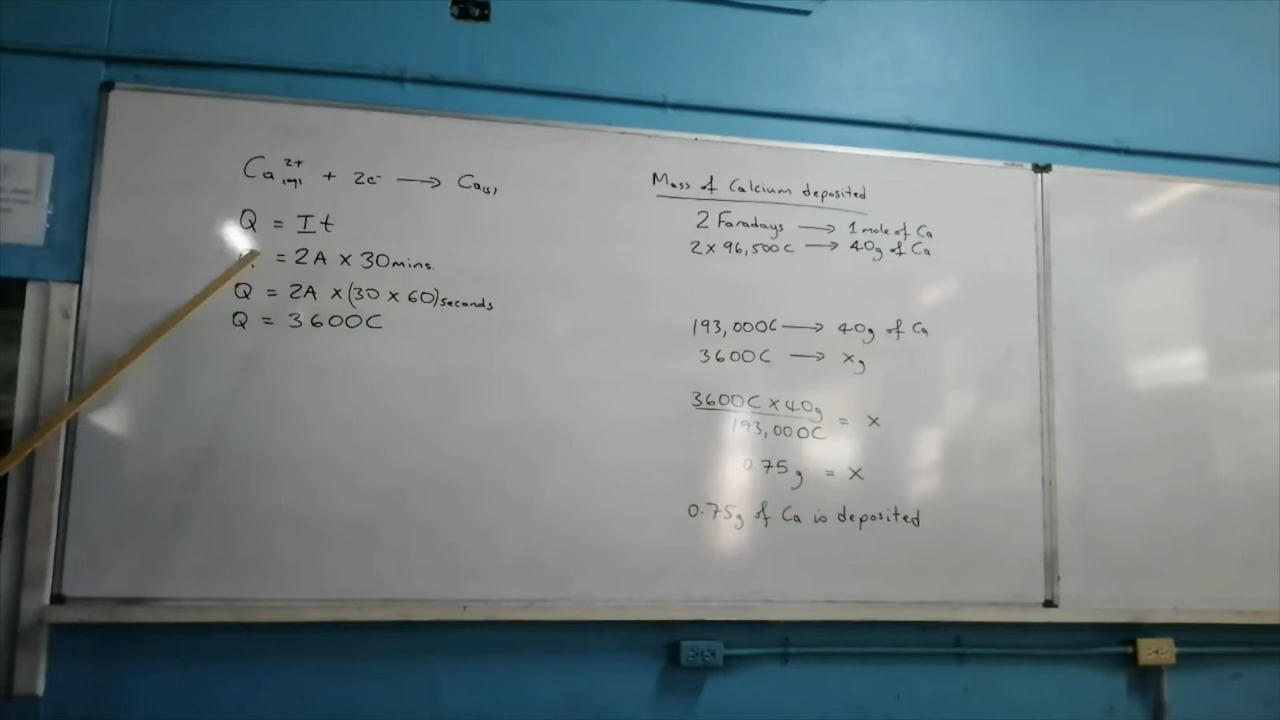 Ca²⁺(aq) + 2e⁻ → Ca(s)
Q = It
= 2A × 30mins.
Q = 2A × (30 × 60)seconds
Q = 3600C
Mass of Calcium deposited
2 Faradays → 1 mole of Ca
2 × 96,500C → 40g of Ca
193,000C → 40g of Ca
3600C → xg
3600C × 40g
193,000C
= x
0.75g = x
0.75g of Ca is deposited